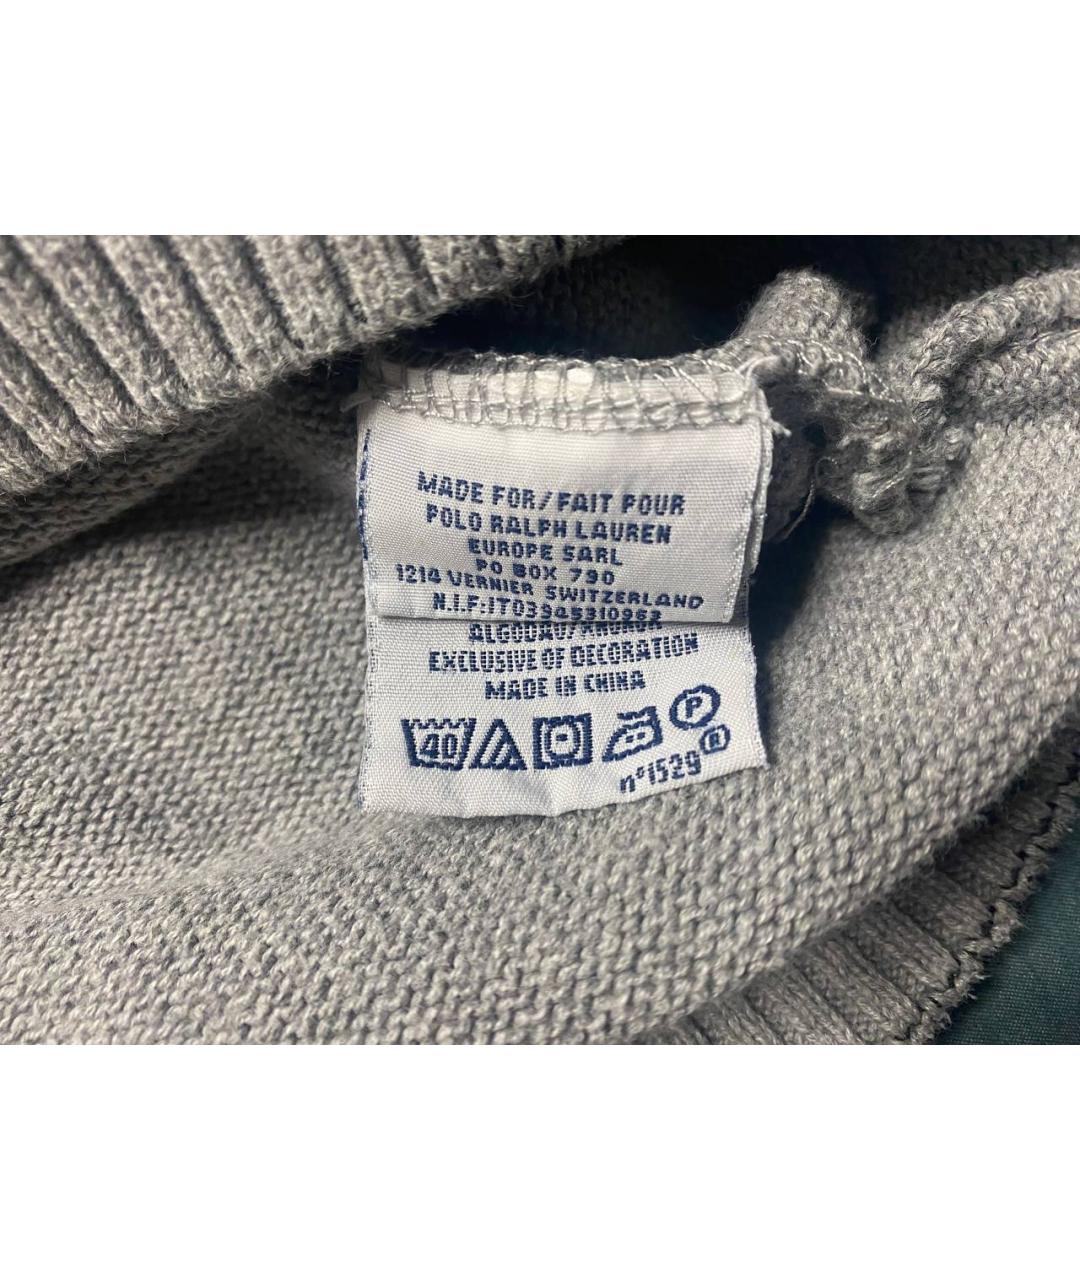 MADE FOR/FAIT POUR
POLO RALPH LAUREN
EUROPE SARL
PO BOX 790
1214 VERNIER SWITZERLAND
N.I.F:IT03945310963
EXCLUSIVE OF DECORATION
MADE IN CHINA
40
P
n°1529 ®